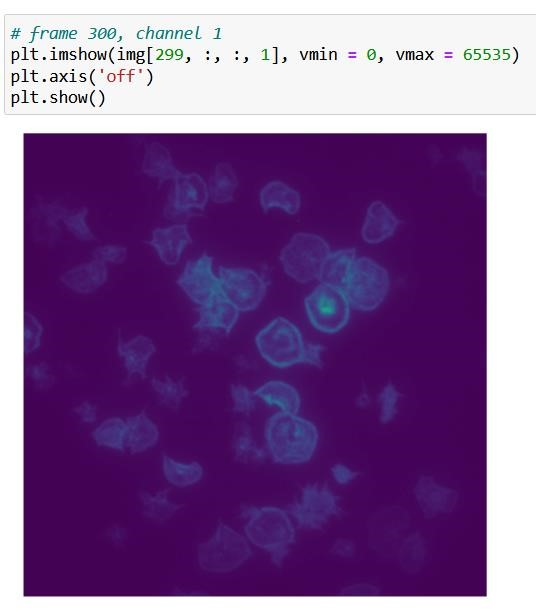 # frame 300, channel 1
plt.imshow(img[299, :, :, 1], vmin = 0, vmax = 65535)
plt.axis('off')
plt.show()